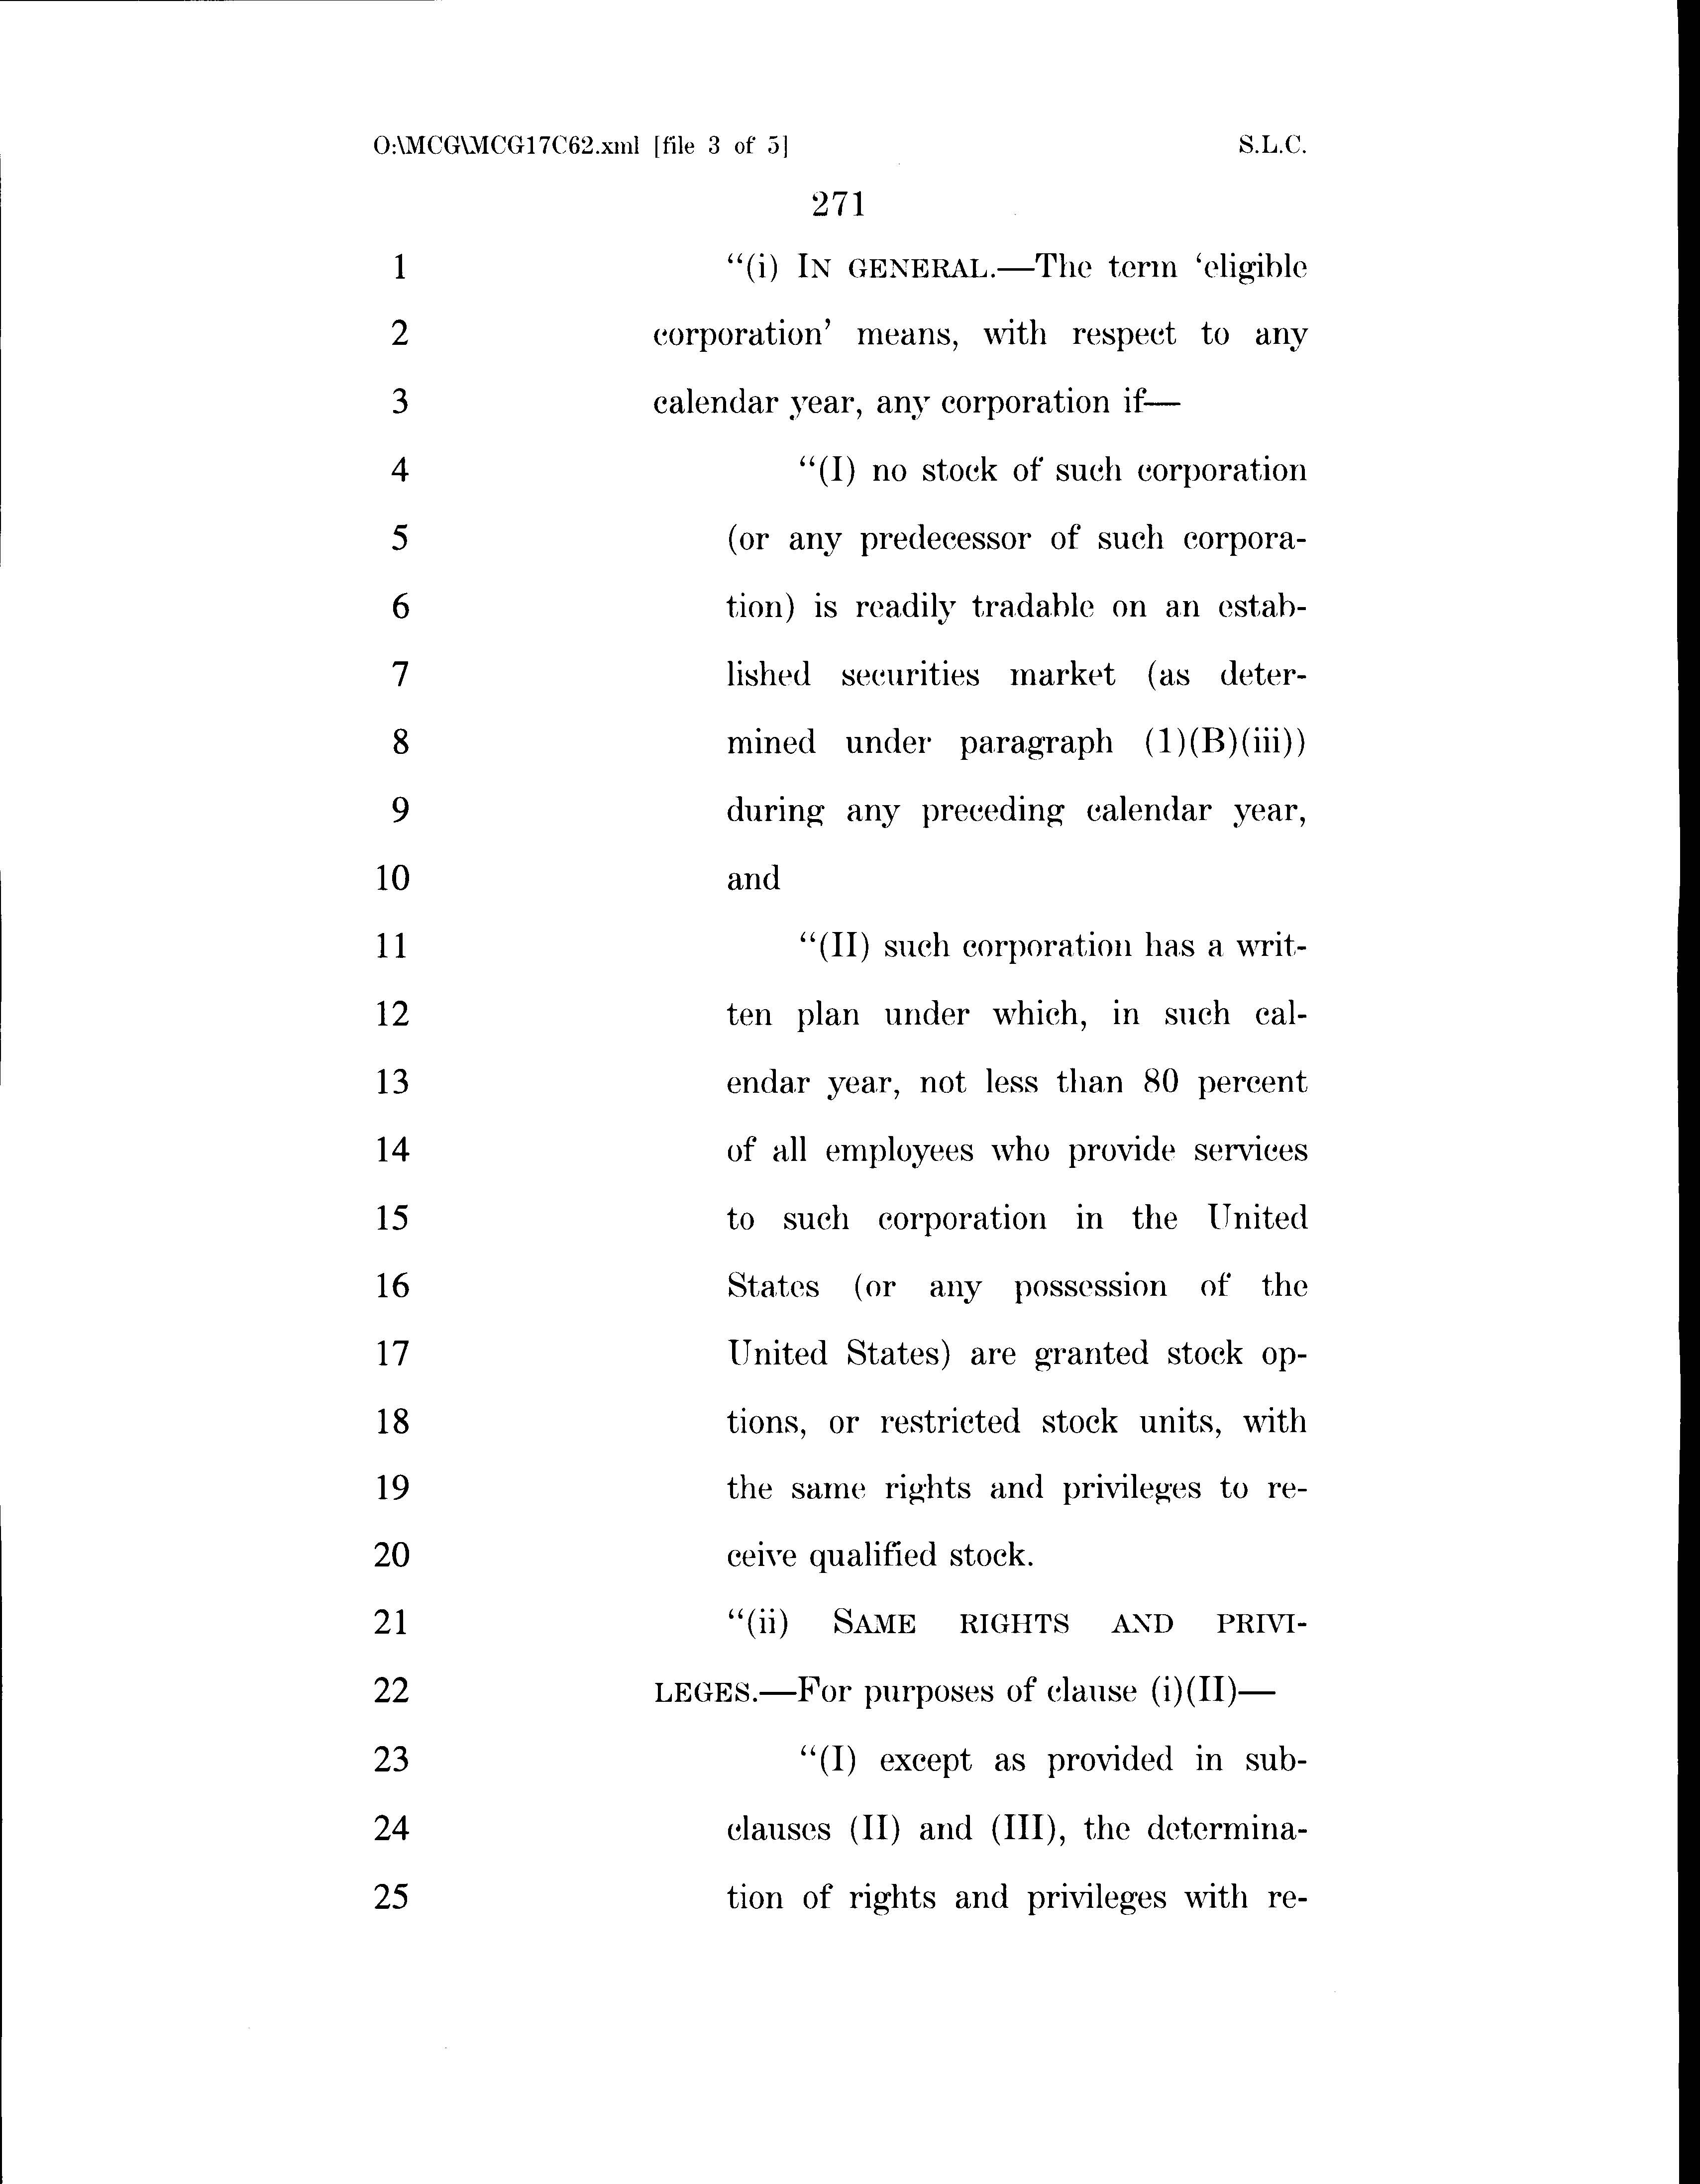 O:\MCG\MCG17C62.xml [file 3 of 5] S.L.C.
271
1 “(i) IN GENERAL.—The term ‘eligible
2 corporation’ means, with respect to any
3 calendar year, any corporation if—
4 “(I) no stock of such corporation
5 (or any predecessor of such corpora-
6 tion) is readily tradable on an estab-
7 lished securities market (as deter-
8 mined under paragraph (1)(B)(iii))
9 during any preceding calendar year,
10 and
11 “(II) such corporation has a writ-
12 ten plan under which, in such cal-
13 endar year, not less than 80 percent
14 of all employees who provide services
15 to such corporation in the United
16 States (or any possession of the
17 United States) are granted stock op-
18 tions, or restricted stock units, with
19 the same rights and privileges to re-
20 ceive qualified stock.
21 “(ii) SAME RIGHTS AND PRIVI-
22 LEGES.—For purposes of clause (i)(II)—
23 “(I) except as provided in sub-
24 clauses (II) and (III), the determina-
25 tion of rights and privileges with re-